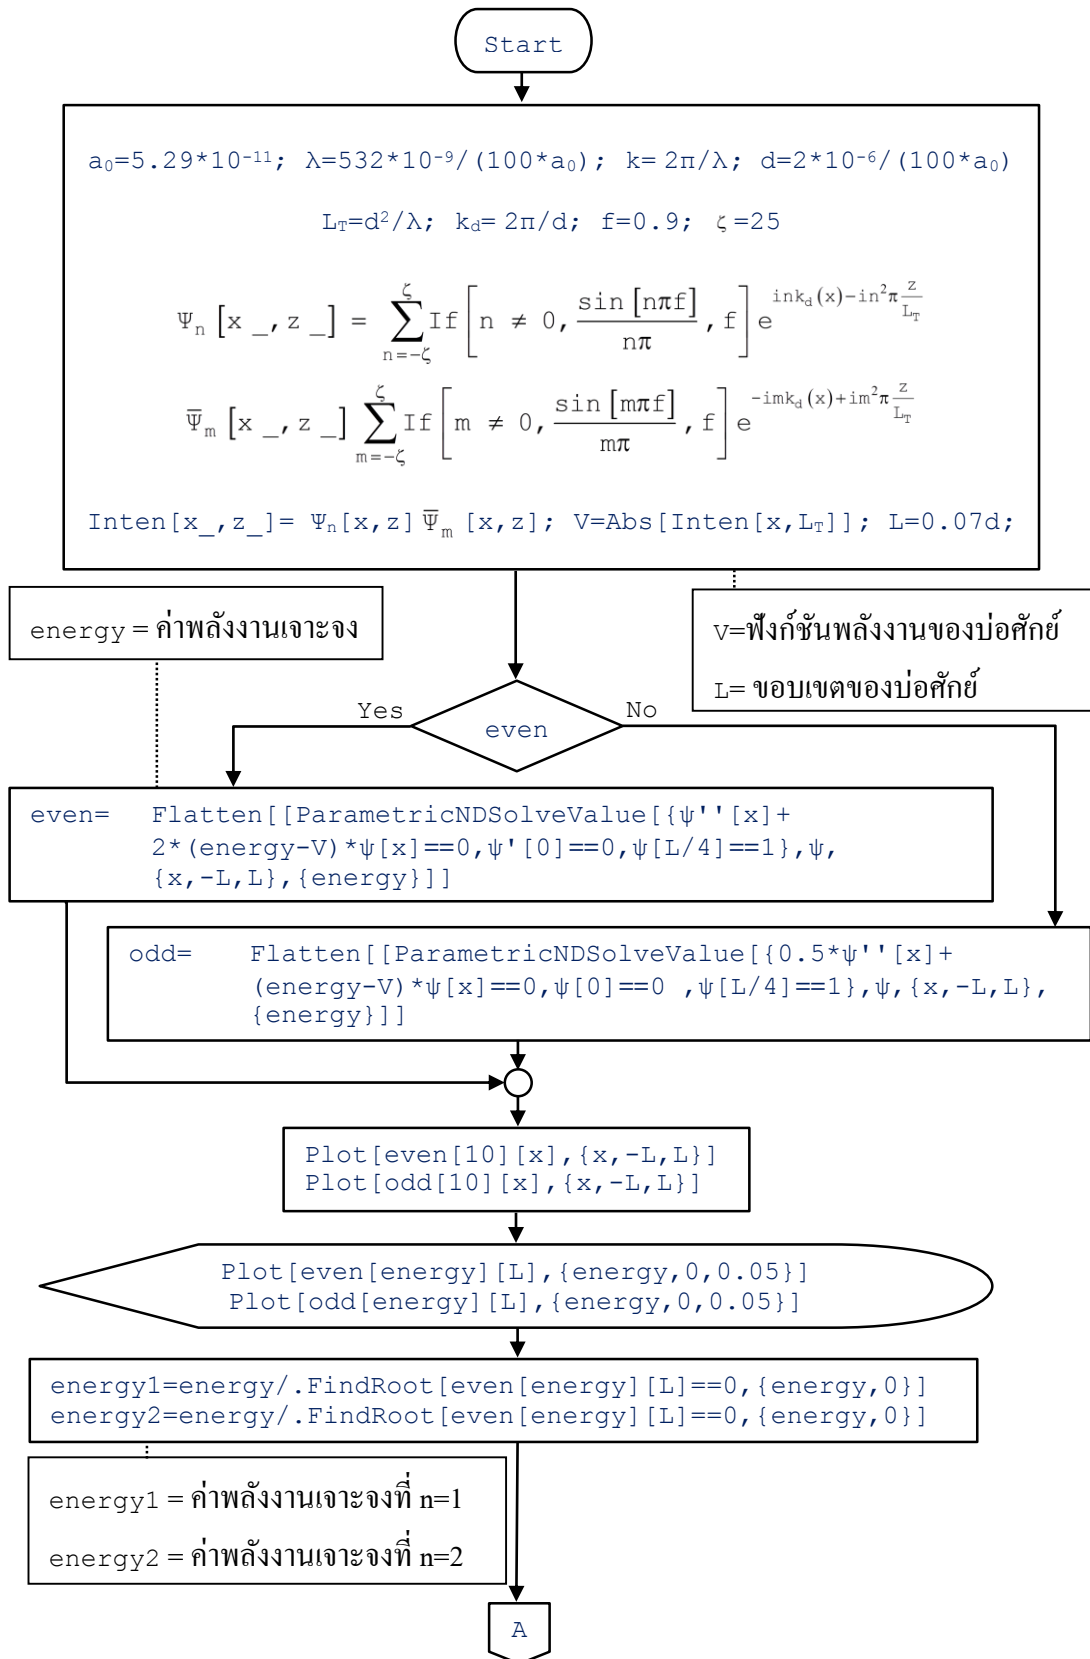 Start
a₀=5.29*10⁻¹¹; λ=532*10⁻⁹/(100*a₀); k= 2π/λ; d=2*10⁻⁶/(100*a₀)
L_T=d²/λ; k_d= 2π/d; f=0.9; ζ=25
Ψ_n [x _, z _] = \sum_{n=-ζ}^{ζ} If[n ≠ 0, \frac{sin [nπf]}{nπ}, f] e^{ink_d(x)-in²π\frac{z}{L_T}}
\bar{Ψ}_m [x _, z _] \sum_{m=-ζ}^{ζ} If[m ≠ 0, \frac{sin [mπf]}{mπ}, f] e^{-imk_d(x)+im²π\frac{z}{L_T}}
Inten[x_,z_]= Ψ_n[x,z] \bar{Ψ}_m [x,z]; V=Abs[Inten[x,L_T]]; L=0.07d;
energy = ค่าพลังงานเจาะจง
V=ฟังก์ชันพลังงานของบ่อศักย์
L= ขอบเขตของบ่อศักย์
Yes
even
No
even= Flatten[[ParametricNDSolveValue[{ψ''[x]+
2*(energy-V)*ψ[x]==0,ψ'[0]==0,ψ[L/4]==1},ψ,
{x,-L,L},{energy}]]
odd= Flatten[[ParametricNDSolveValue[{0.5*ψ''[x]+
(energy-V)*ψ[x]==0,ψ[0]==0 ,ψ[L/4]==1},ψ,{x,-L,L},
{energy}]]
Plot[even[10][x],{x,-L,L}]
Plot[odd[10][x],{x,-L,L}]
Plot[even[energy][L],{energy,0,0.05}]
Plot[odd[energy][L],{energy,0,0.05}]
energy1=energy/.FindRoot[even[energy][L]==0,{energy,0}]
energy2=energy/.FindRoot[even[energy][L]==0,{energy,0}]
energy1 = ค่าพลังงานเจาะจงที่ n=1
energy2 = ค่าพลังงานเจาะจงที่ n=2
A